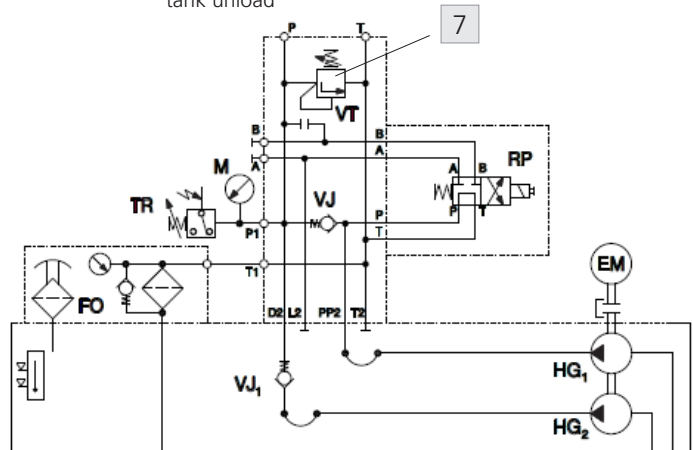 tank unload
P T
7
VT
B B
A A
A B RP
M
VJ
TR
P P T
P1
T
T1
EM
FO
D2 L2 PP2 T2
HG1
VJ1
HG2